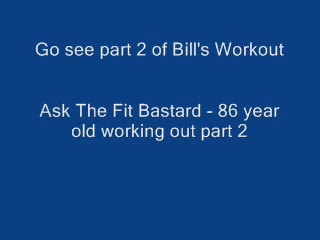 Go see part 2 of Bill's Workout
Ask The Fit Bastard - 86 year
old working out part 2